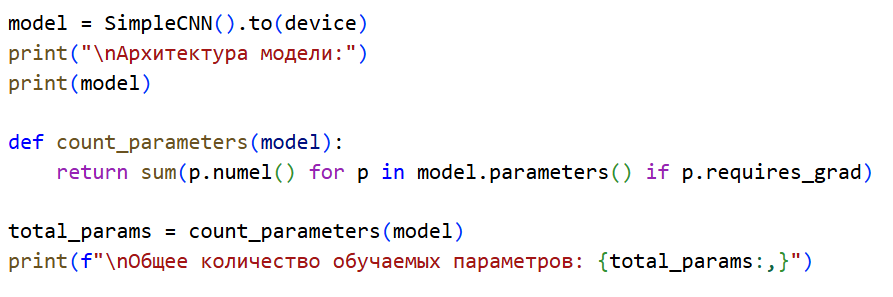 model = SimpleCNN().to(device)
print("\nАрхитектура модели:")
print(model)

def count_parameters(model):
    return sum(p.numel() for p in model.parameters() if p.requires_grad)

total_params = count_parameters(model)
print(f"\nОбщее количество обучаемых параметров: {total_params:,}")